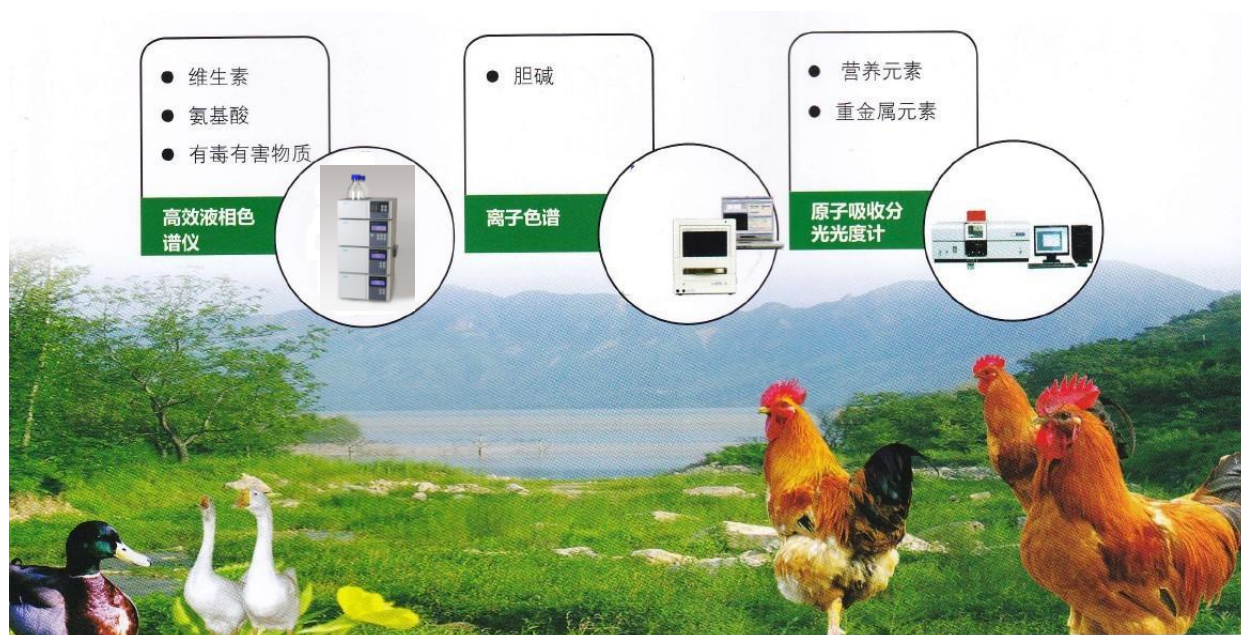 维生素
氨基酸
有毒有害物质
高效液相色
谱仪
胆碱
离子色谱
营养元素
重金属元素
原子吸收分
光光度计